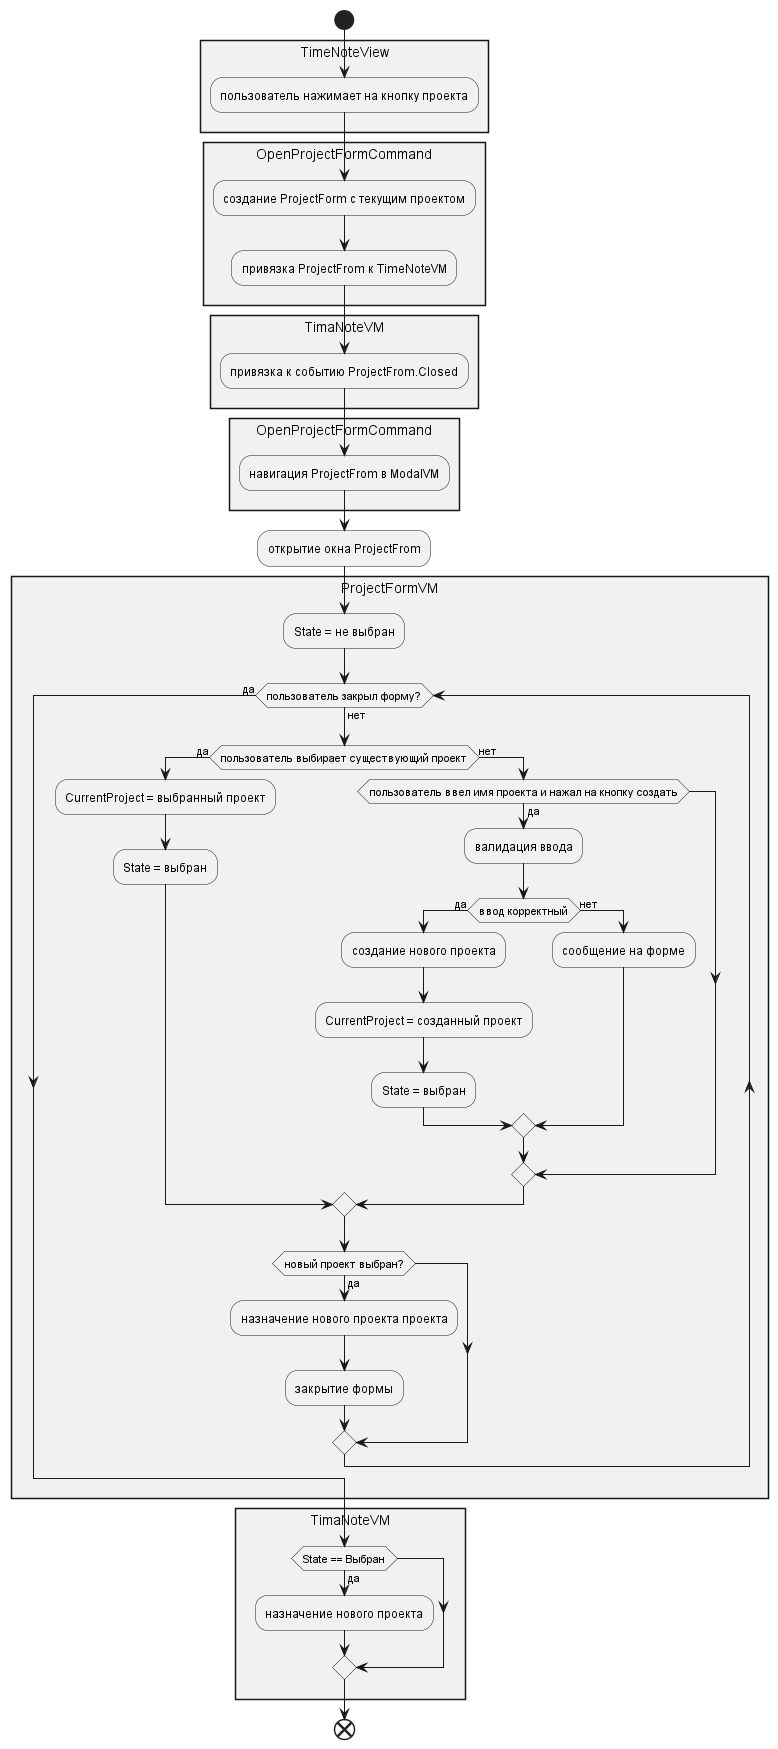 TimeNoteView
пользователь нажимает на кнопку проекта
OpenProjectFormCommand
создание ProjectForm с текущим проектом
привязка ProjectFrom к TimeNoteVM
TimaNoteVM
привязка к событию ProjectFrom.Closed
OpenProjectFormCommand
навигация ProjectFrom в ModalVM
открытие окна ProjectFrom
ProjectFormVM
State = не выбран
да
пользователь закрыл форму?
нет
да
пользователь выбирает существующий проект
нет
CurrentProject = выбранный проект
State = выбран
пользователь ввел имя проекта и нажал на кнопку создать
да
валидация ввода
да
ввод корректный
нет
создание нового проекта
сообщение на форме
CurrentProject = созданный проект
State = выбран
новый проект выбран?
да
назначение нового проекта проекта
закрытие формы
TimaNoteVM
State == Выбран
да
назначение нового проекта